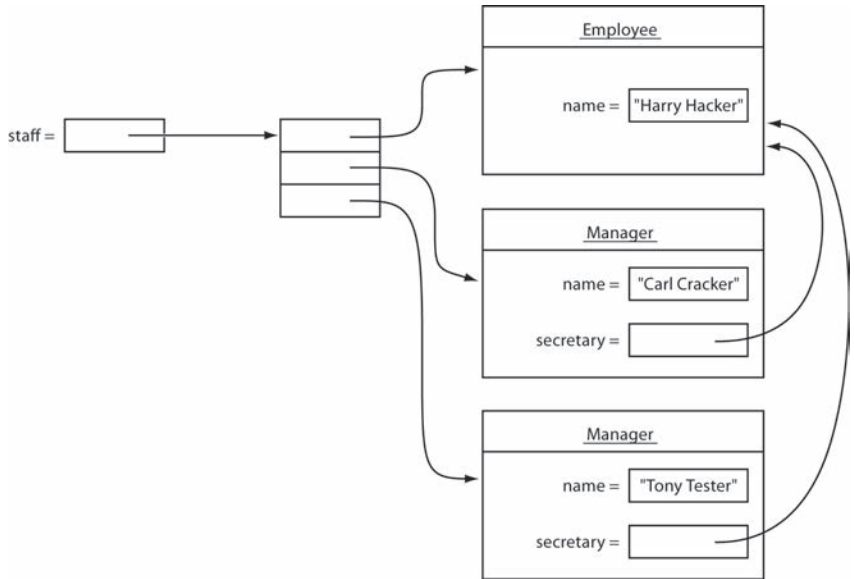 Employee
name = "Harry Hacker"
staff =
Manager
name = "Carl Cracker"
secretary =
Manager
name = "Tony Tester"
secretary =